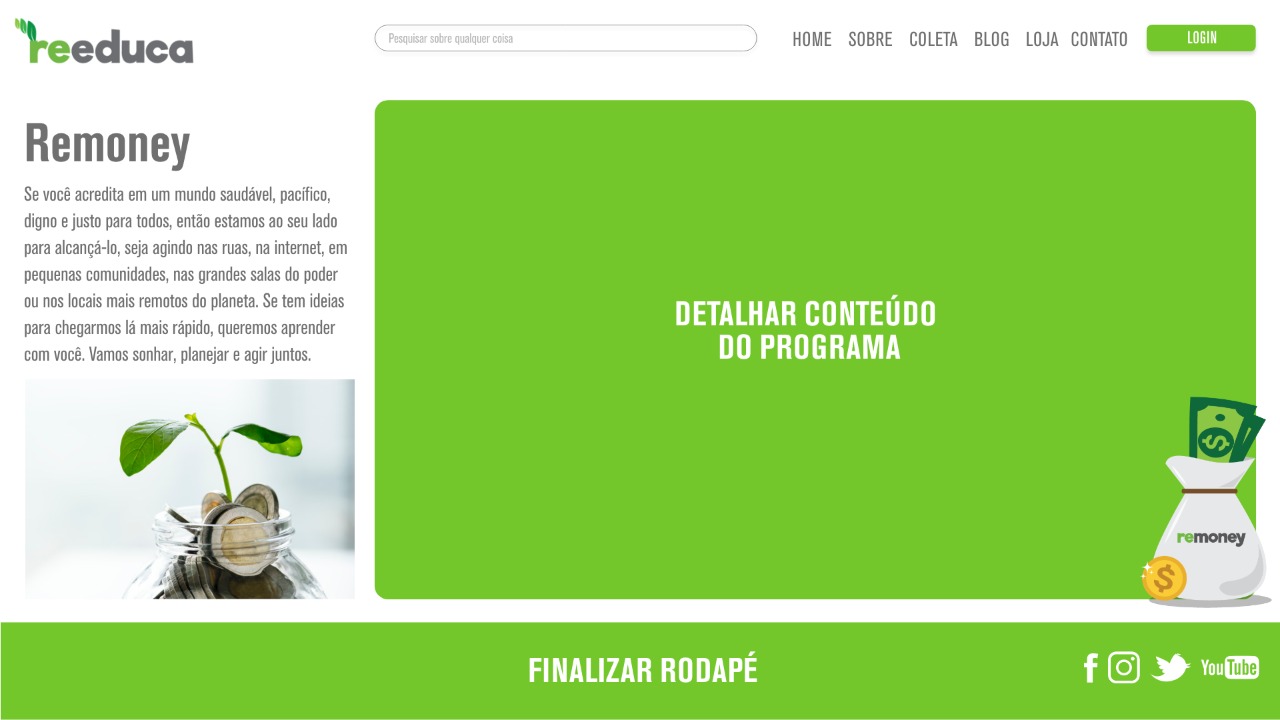 reeduca
Pesquisar sobre qualquer coisa
HOME SOBRE COLETA BLOG LOJA CONTATO
LOGIN
Remoney
Se você acredita em um mundo saudável, pacífico,
digno e justo para todos, então estamos ao seu lado
para alcançá-lo, seja agindo nas ruas, na internet, em
pequenas comunidades, nas grandes salas do poder
ou nos locais mais remotos do planeta. Se tem ideias
para chegarmos lá mais rápido, queremos aprender
com você. Vamos sonhar, planejar e agir juntos.
DETALHAR CONTEÚDO
DO PROGRAMA
$
remoney
$
FINALIZAR RODAPÉ
f
YouTube